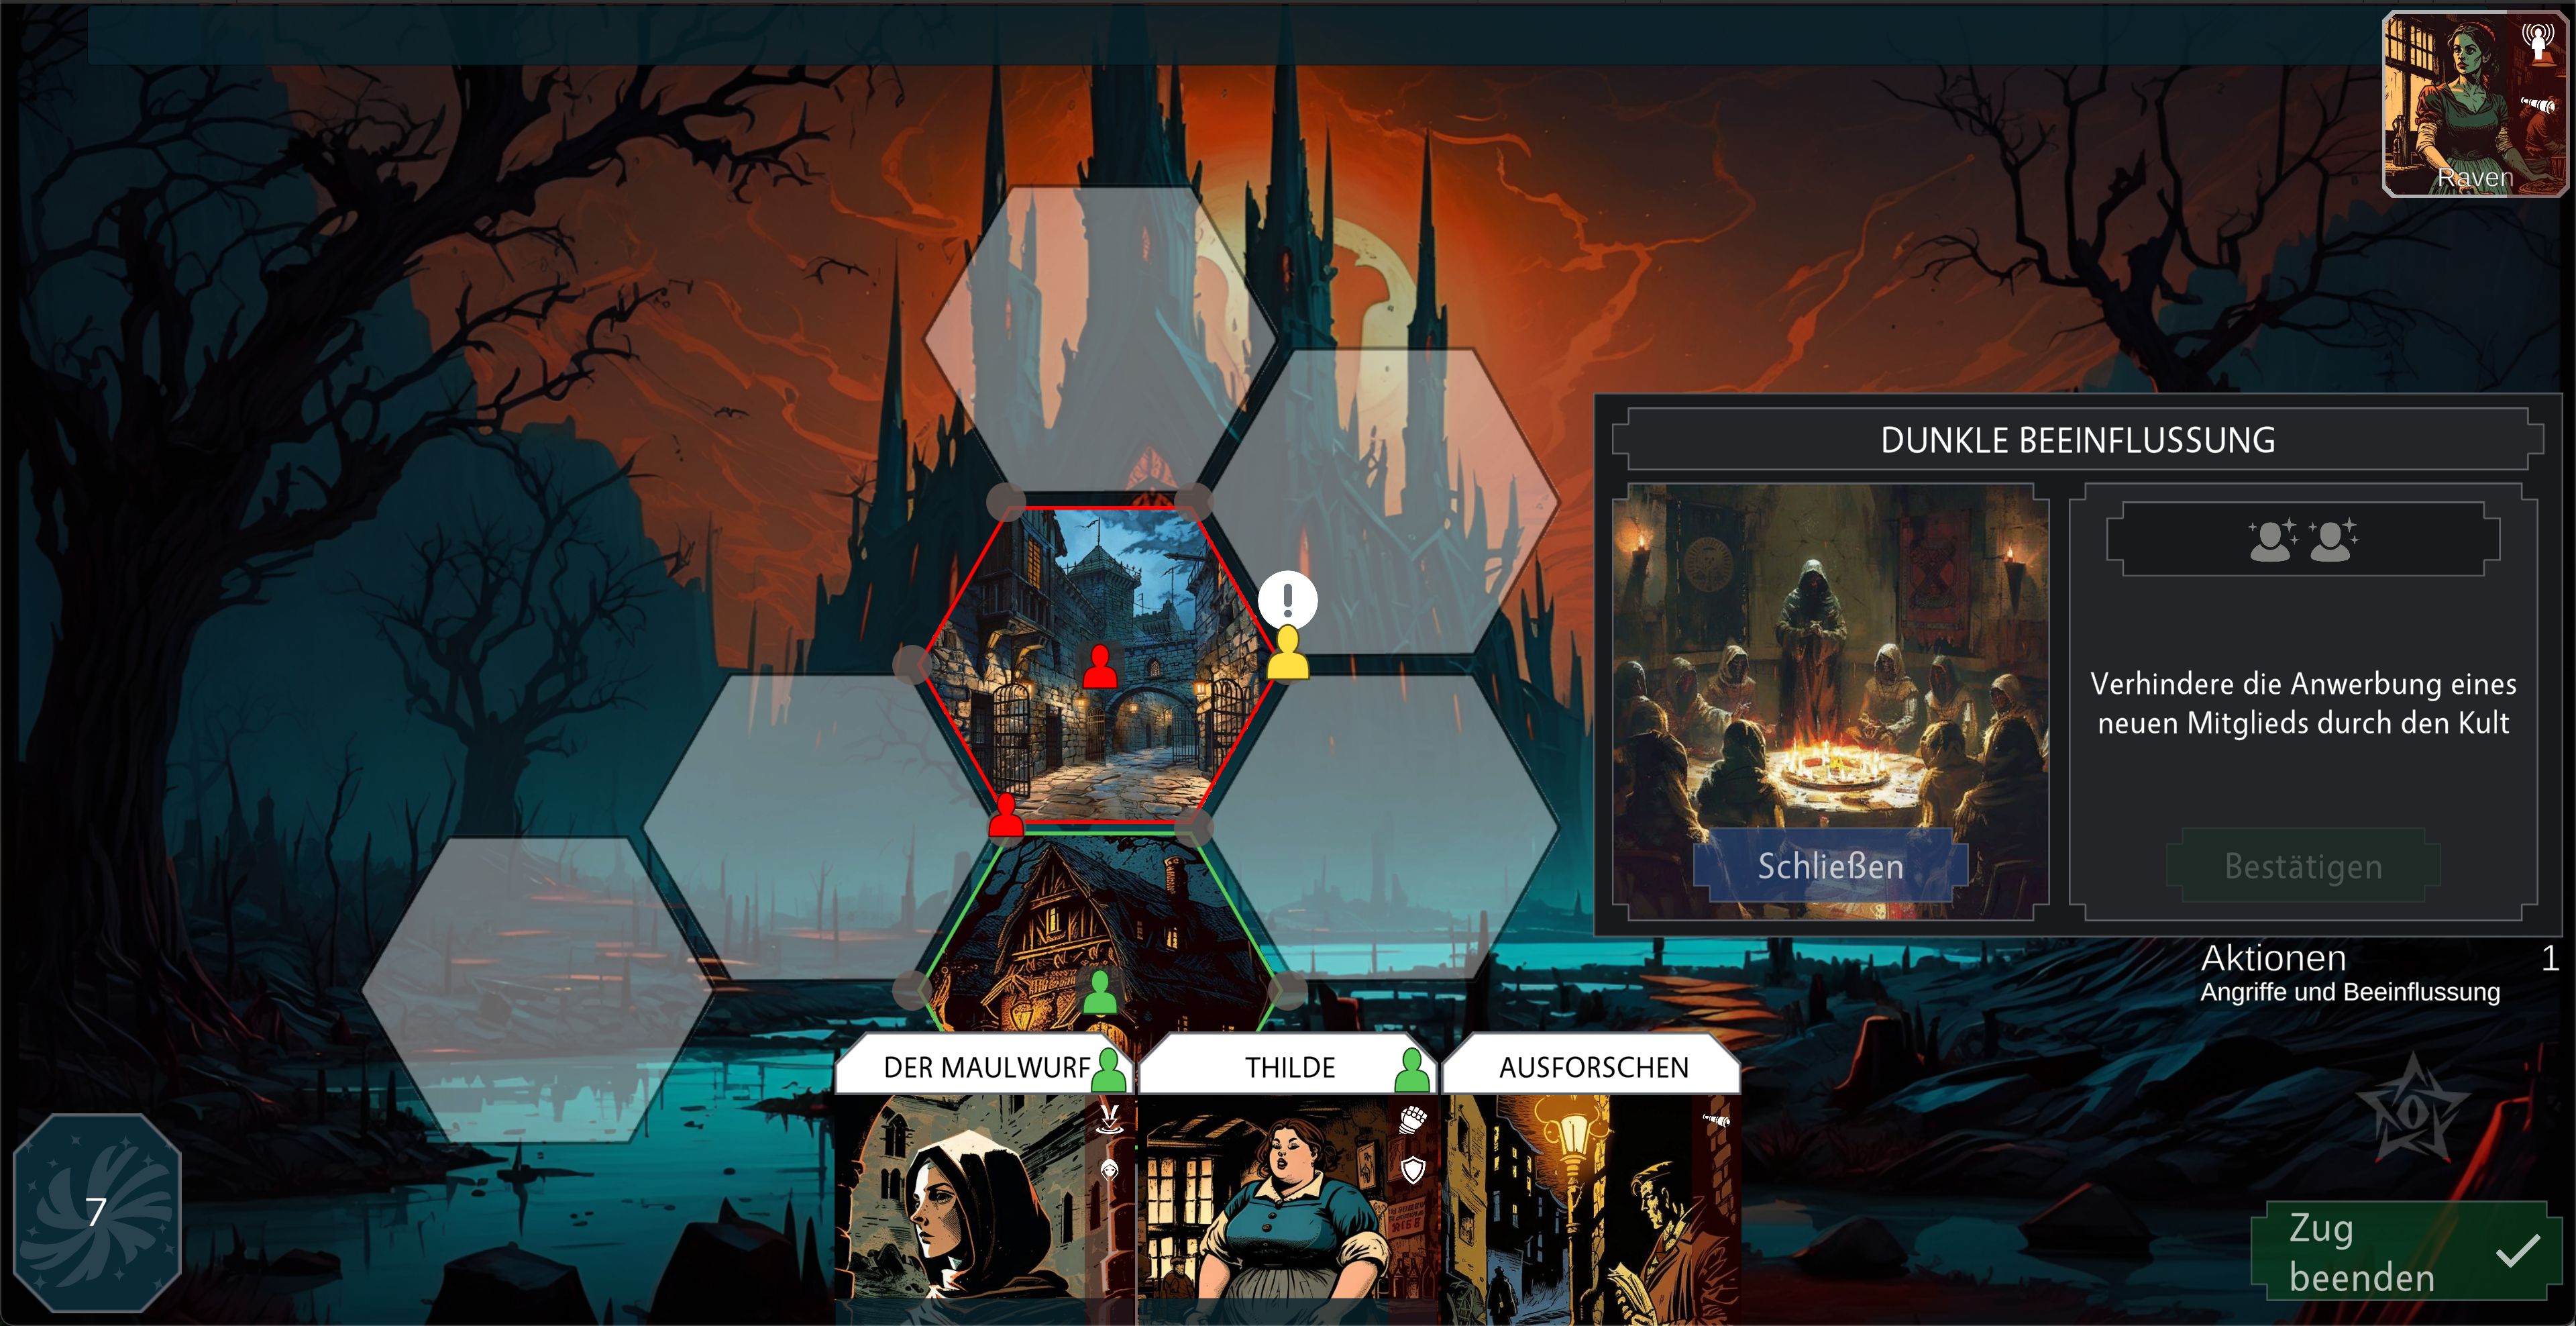 Raven
DUNKLE BEEINFLUSSUNG
Verhindere die Anwerbung eines
neuen Mitglieds durch den Kult
Schließen
Bestätigen
Aktionen 1
Angriffe und Beeinflussung
DER MAULWURF
THILDE
AUSFORSCHEN
7
0
Zug
beenden